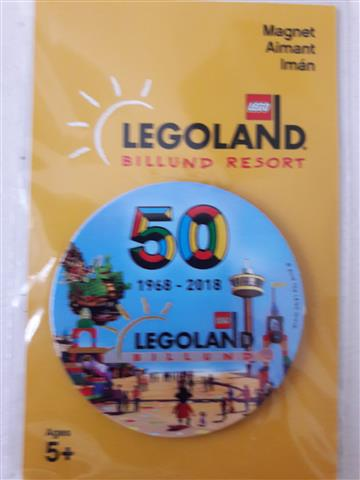 Magnet
Aimant
Imán
LEGO
LEGOLAND
BILLUND RESORT
50
1968 - 2018
LEGO
LEGOLAND
BILLUND
Ages
5+